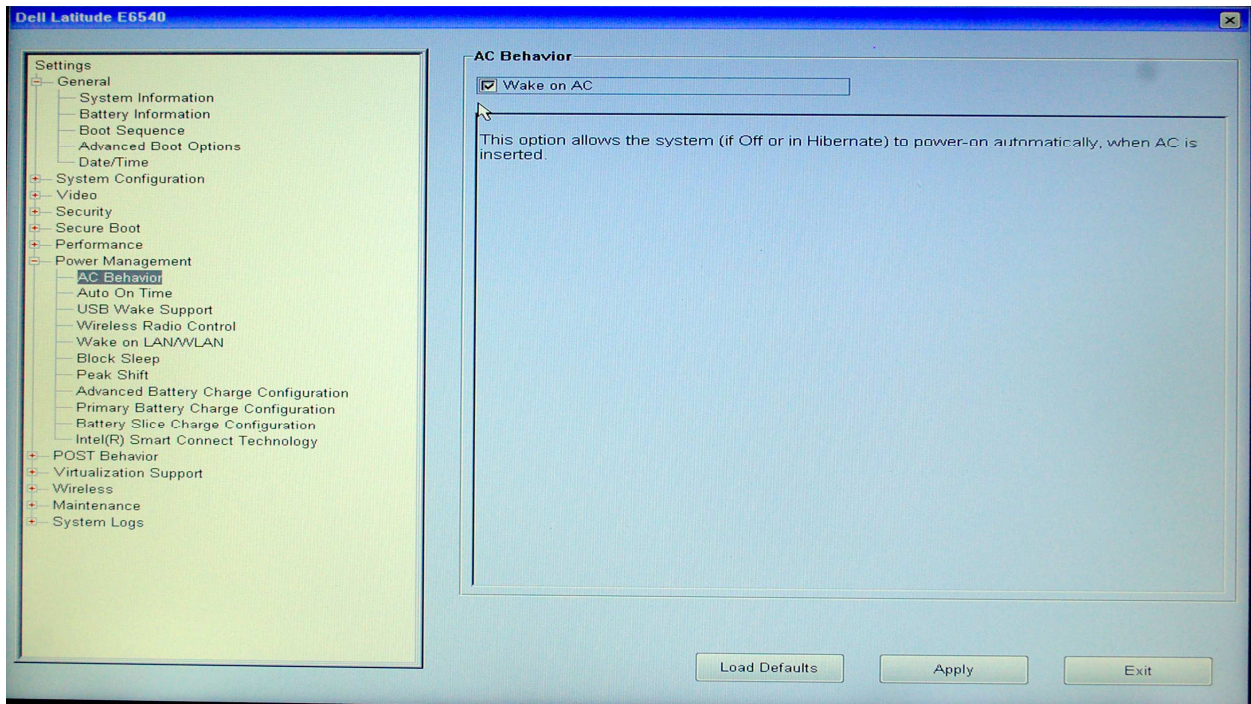 Dell Latitude E6540
Settings
General
System Information
Battery Information
Boot Sequence
Advanced Boot Options
Date/Time
System Configuration
Video
Security
Secure Boot
Performance
Power Management
AC Behavior
Auto On Time
USB Wake Support
Wireless Radio Control
Wake on LAN/WLAN
Block Sleep
Peak Shift
Advanced Battery Charge Configuration
Primary Battery Charge Configuration
Battery Slice Charge Configuration
Intel(R) Smart Connect Technology
POST Behavior
Virtualization Support
Wireless
Maintenance
System Logs
AC Behavior
Wake on AC
This option allows the system (if Off or in Hibernate) to power-on automatically, when AC is
inserted.
Load Defaults
Apply
Exit